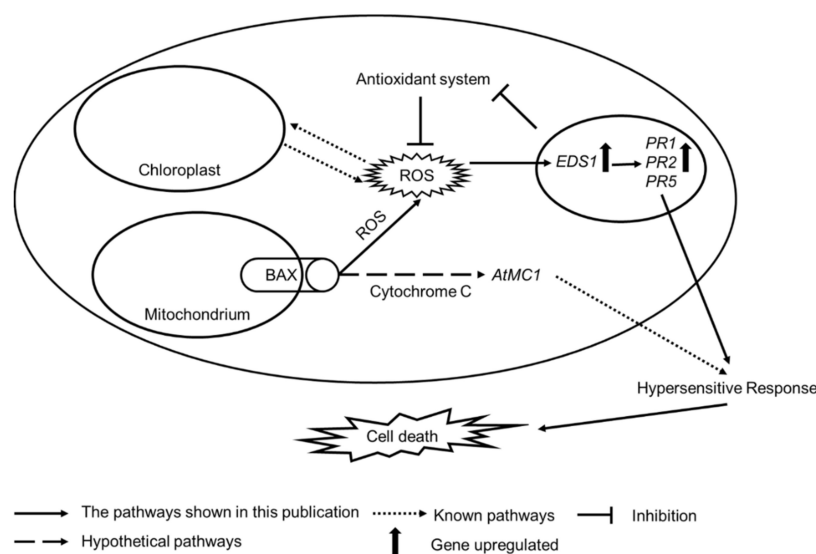 Antioxidant system
PR1
EDS1
PR2
PR5
Chloroplast
ROS
ROS
BAX
AtMC1
Cytochrome C
Mitochondrium
Hypersensitive Response
Cell death
The pathways shown in this publication
Known pathways
Inhibition
Hypothetical pathways
Gene upregulated